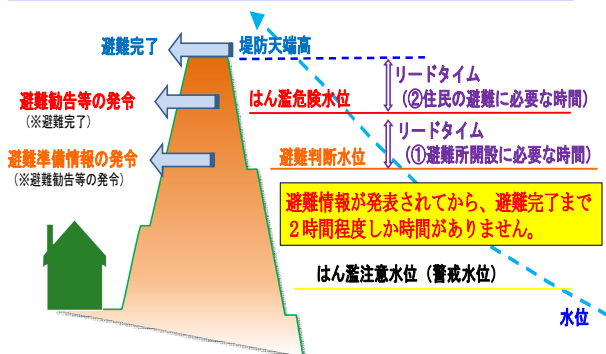 避難完了
堤防天端高
リードタイム
(②住民の避難に必要な時間)
避難勧告等の発令
(※避難完了)
はん濫危険水位
リードタイム
(①避難所開設に必要な時間)
避難準備情報の発令
(※避難勧告等の発令)
避難判断水位
避難情報が発表されてから、避難完了まで
２時間程度しか時間がありません。
はん濫注意水位（警戒水位）
水位